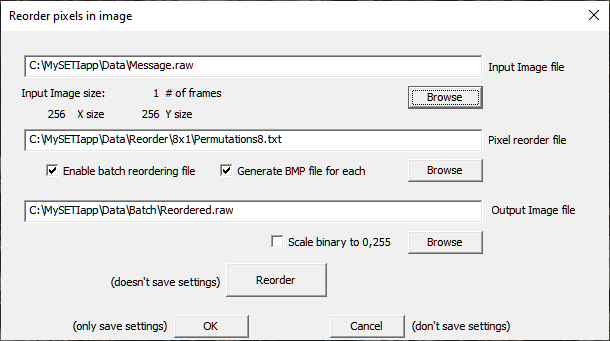 Reorder pixels in image
C:\MySETIapp\Data\Message.raw Input Image file
Input Image size: 1 # of frames Browse
256 X size 256 Y size
C:\MySETIapp\Data\Reorder\8x1\Permutations8.txt Pixel reorder file
Enable batch reordering file Generate BMP file for each Browse
C:\MySETIapp\Data\Batch\Reordered.raw Output Image file
Scale binary to 0,255 Browse
(doesn't save settings) Reorder
(only save settings) OK Cancel (don't save settings)